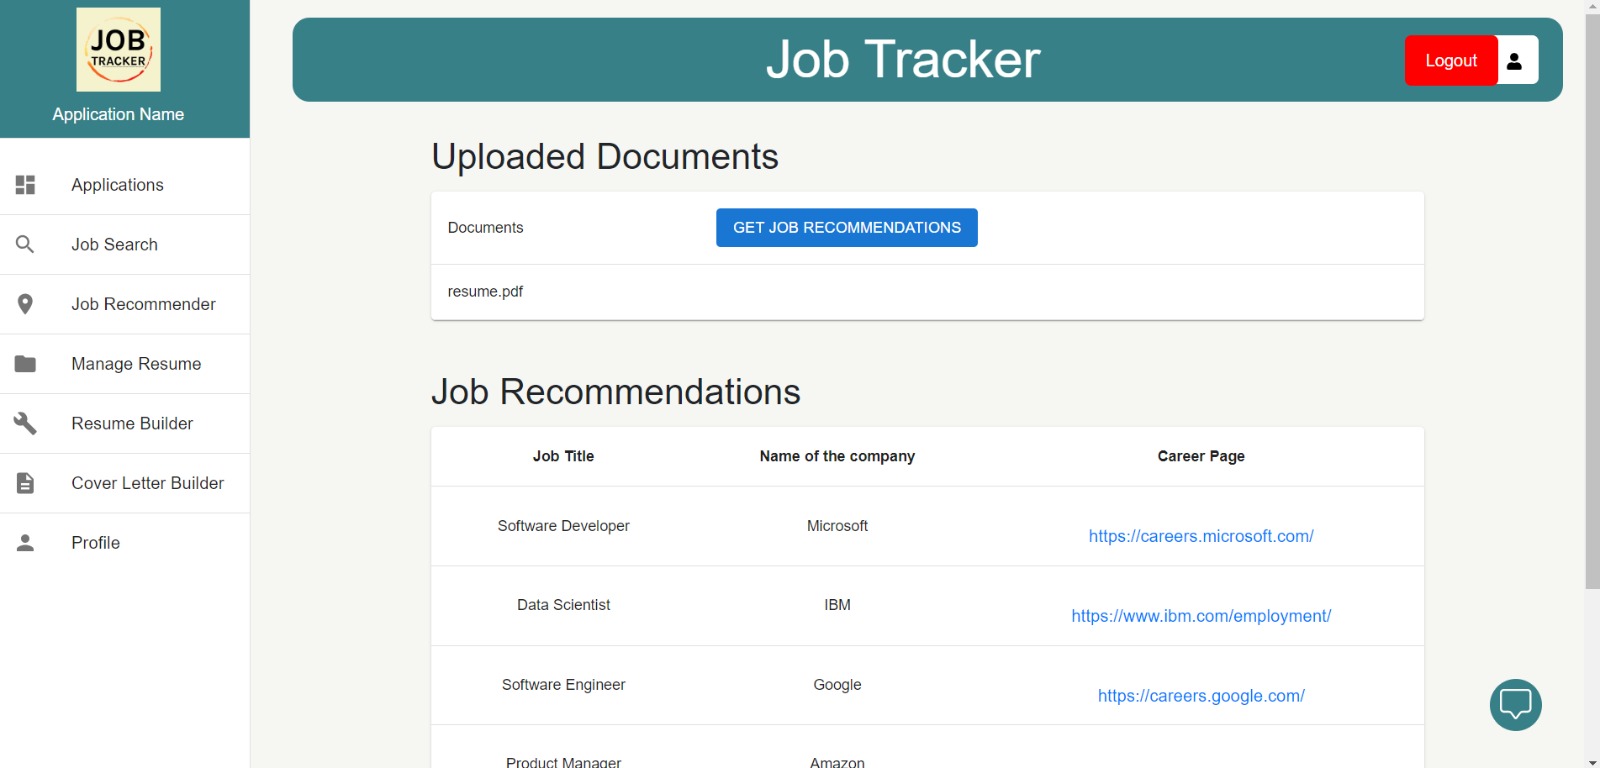 JOB
TRACKER
Application Name
Applications
Job Search
Job Recommender
Manage Resume
Resume Builder
Cover Letter Builder
Profile
Job Tracker
Logout
Uploaded Documents
Documents GET JOB RECOMMENDATIONS
resume.pdf
Job Recommendations
Job Title Name of the company Career Page
Software Developer Microsoft https://careers.microsoft.com/
Data Scientist IBM https://www.ibm.com/employment/
Software Engineer Google https://careers.google.com/
Product Manager Amazon